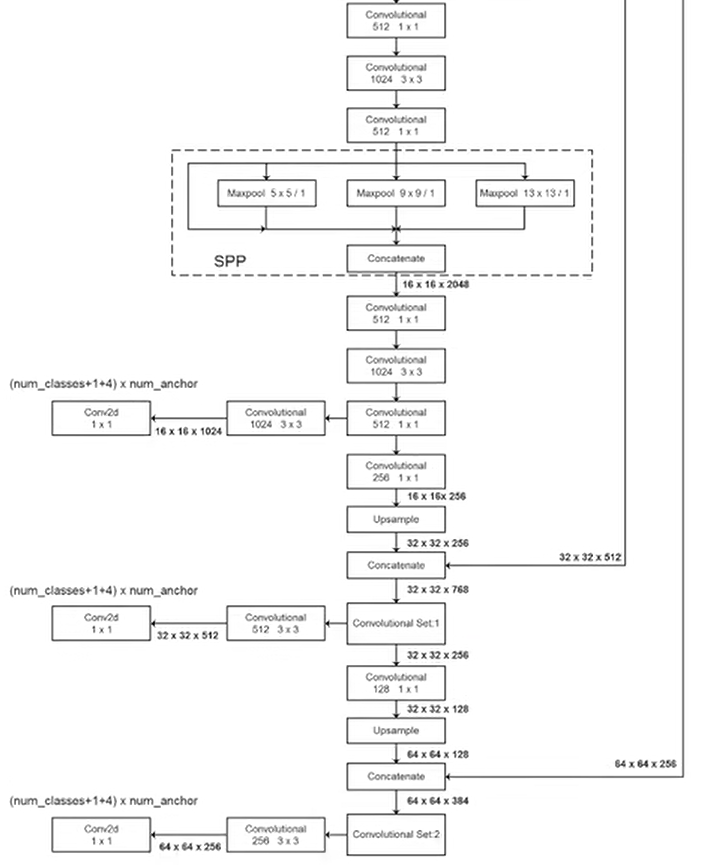 Convolutional
512 1 x 1
Convolutional
1024 3 x 3
Convolutional
512 1 x 1
Maxpool 5 x 5 / 1
Maxpool 9 x 9 / 1
Maxpool 13 x 13 / 1
SPP
Concatenate
16 x 16 x 2048
Convolutional
512 1 x 1
Convolutional
1024 3 x 3
(num_classes+1+4) x num_anchor
Conv2d
1 x 1
16 x 16 x 1024
Convolutional
1024 3 x 3
Convolutional
512 1 x 1
Convolutional
256 1 x 1
16 x 16x 256
Upsample
32 x 32 x 256
Concatenate
32 x 32 x 512
32 x 32 x 768
(num_classes+1+4) x num_anchor
Conv2d
1 x 1
32 x 32 x 512
Convolutional
512 3 x 3
Convolutional Set:1
32 x 32 x 256
Convolutional
128 1 x 1
32 x 32 x 128
Upsample
64 x 64 x 128
Concatenate
64 x 64 x 256
64 x 64 x 384
(num_classes+1+4) x num_anchor
Conv2d
1 x 1
64 x 64 x 256
Convolutional
256 3 x 3
Convolutional Set:2